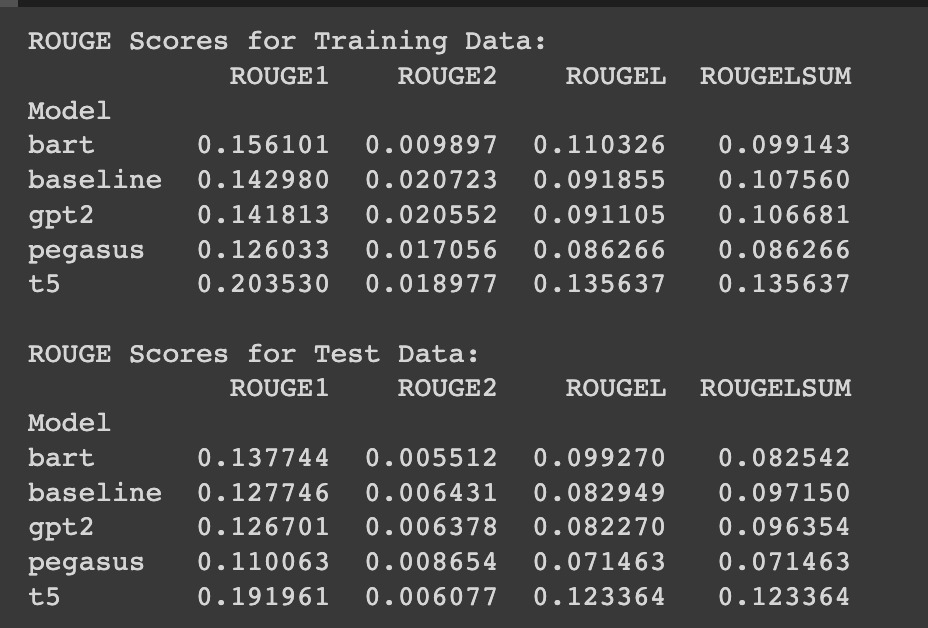 ROUGE Scores for Training Data:
ROUGE1 ROUGE2 ROUGEL ROUGELSUM
Model
bart 0.156101 0.009897 0.110326 0.099143
baseline 0.142980 0.020723 0.091855 0.107560
gpt2 0.141813 0.020552 0.091105 0.106681
pegasus 0.126033 0.017056 0.086266 0.086266
t5 0.203530 0.018977 0.135637 0.135637
ROUGE Scores for Test Data:
ROUGE1 ROUGE2 ROUGEL ROUGELSUM
Model
bart 0.137744 0.005512 0.099270 0.082542
baseline 0.127746 0.006431 0.082949 0.097150
gpt2 0.126701 0.006378 0.082270 0.096354
pegasus 0.110063 0.008654 0.071463 0.071463
t5 0.191961 0.006077 0.123364 0.123364